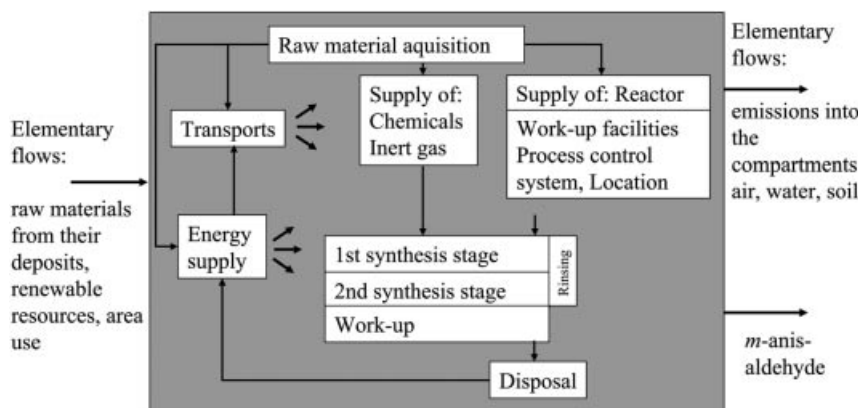 Elementary
flows:
raw materials
from their
deposits,
renewable
resources, area
use
Raw material aquisition
Transports
Supply of:
Chemicals
Inert gas
Supply of: Reactor
Work-up facilities
Process control
system, Location
Energy
supply
1st synthesis stage
2nd synthesis stage
Work-up
Rinsing
Disposal
Elementary
flows:
emissions into
the
compartments
air, water, soil
m-anis-
aldehyde